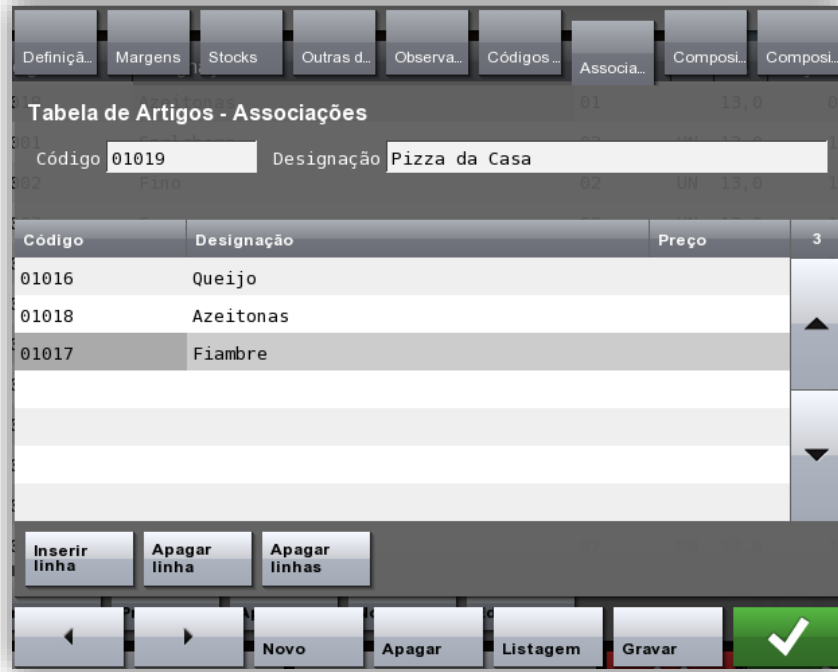 Definiçã... Margens Stocks Outras d... Observa... Códigos ... Associa... Composi... Composi...
Tabela de Artigos - Associações
Código 01019 Designação Pizza da Casa
Código Designação Preço 3
01016 Queijo
01018 Azeitonas
01017 Fiambre
Inserir linha Apagar linha Apagar linhas
Novo Apagar Listagem Gravar